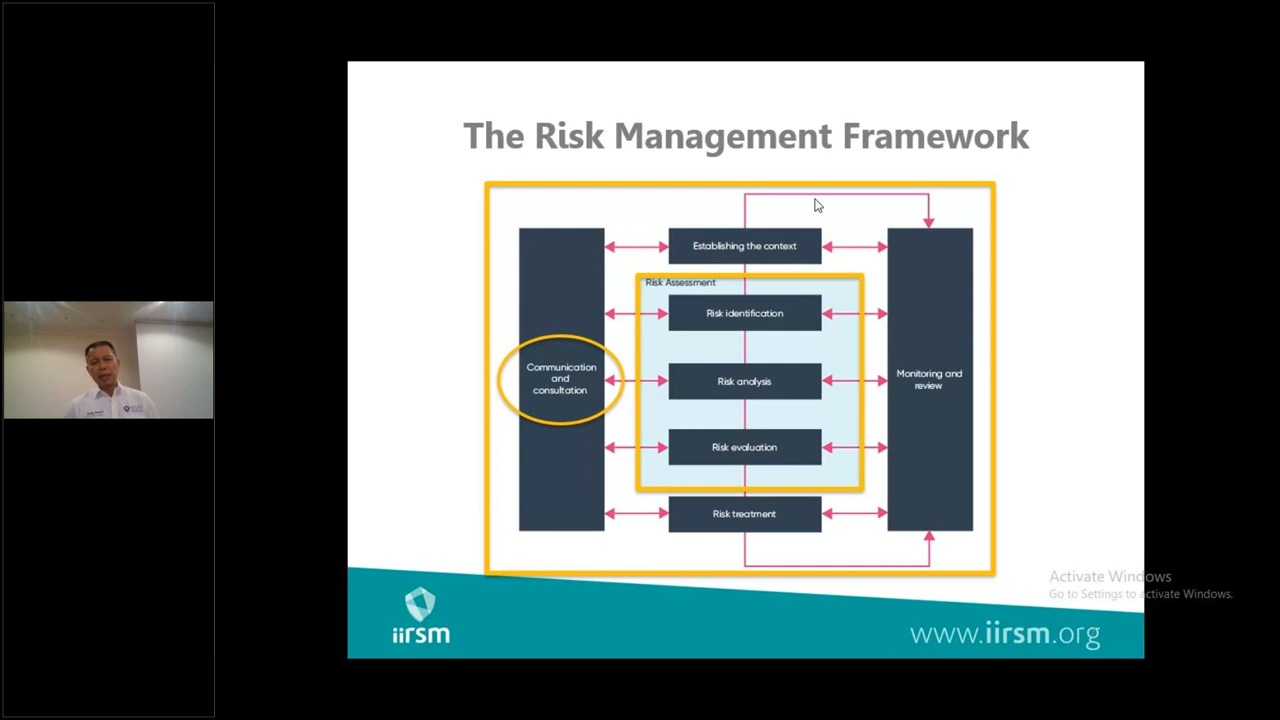 The Risk Management Framework
Establishing the context
Risk Assessment
Risk identification
Communication
and
consultation
Risk analysis
Monitoring and
review
Risk evaluation
Risk treatment
Activate Windows
Go to Settings to activate Windows.
iirsm
www.iirsm.org